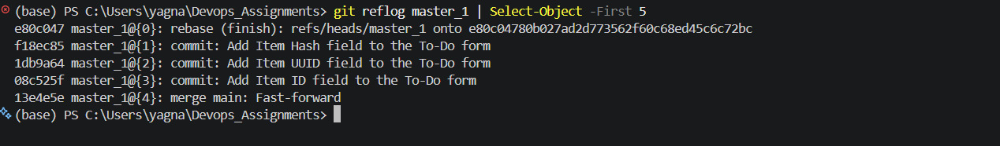 (base) PS C:\Users\yagna\Devops_Assignments> git reflog master_1 | Select-Object -First 5
e80c047 master_1@{0}: rebase (finish): refs/heads/master_1 onto e80c04780b027ad2d773562f60c68ed45c6c72bc
f18ec85 master_1@{1}: commit: Add Item Hash field to the To-Do form
1db9a64 master_1@{2}: commit: Add Item UUID field to the To-Do form
08c525f master_1@{3}: commit: Add Item ID field to the To-Do form
13e4e5e master_1@{4}: merge main: Fast-forward
(base) PS C:\Users\yagna\Devops_Assignments>